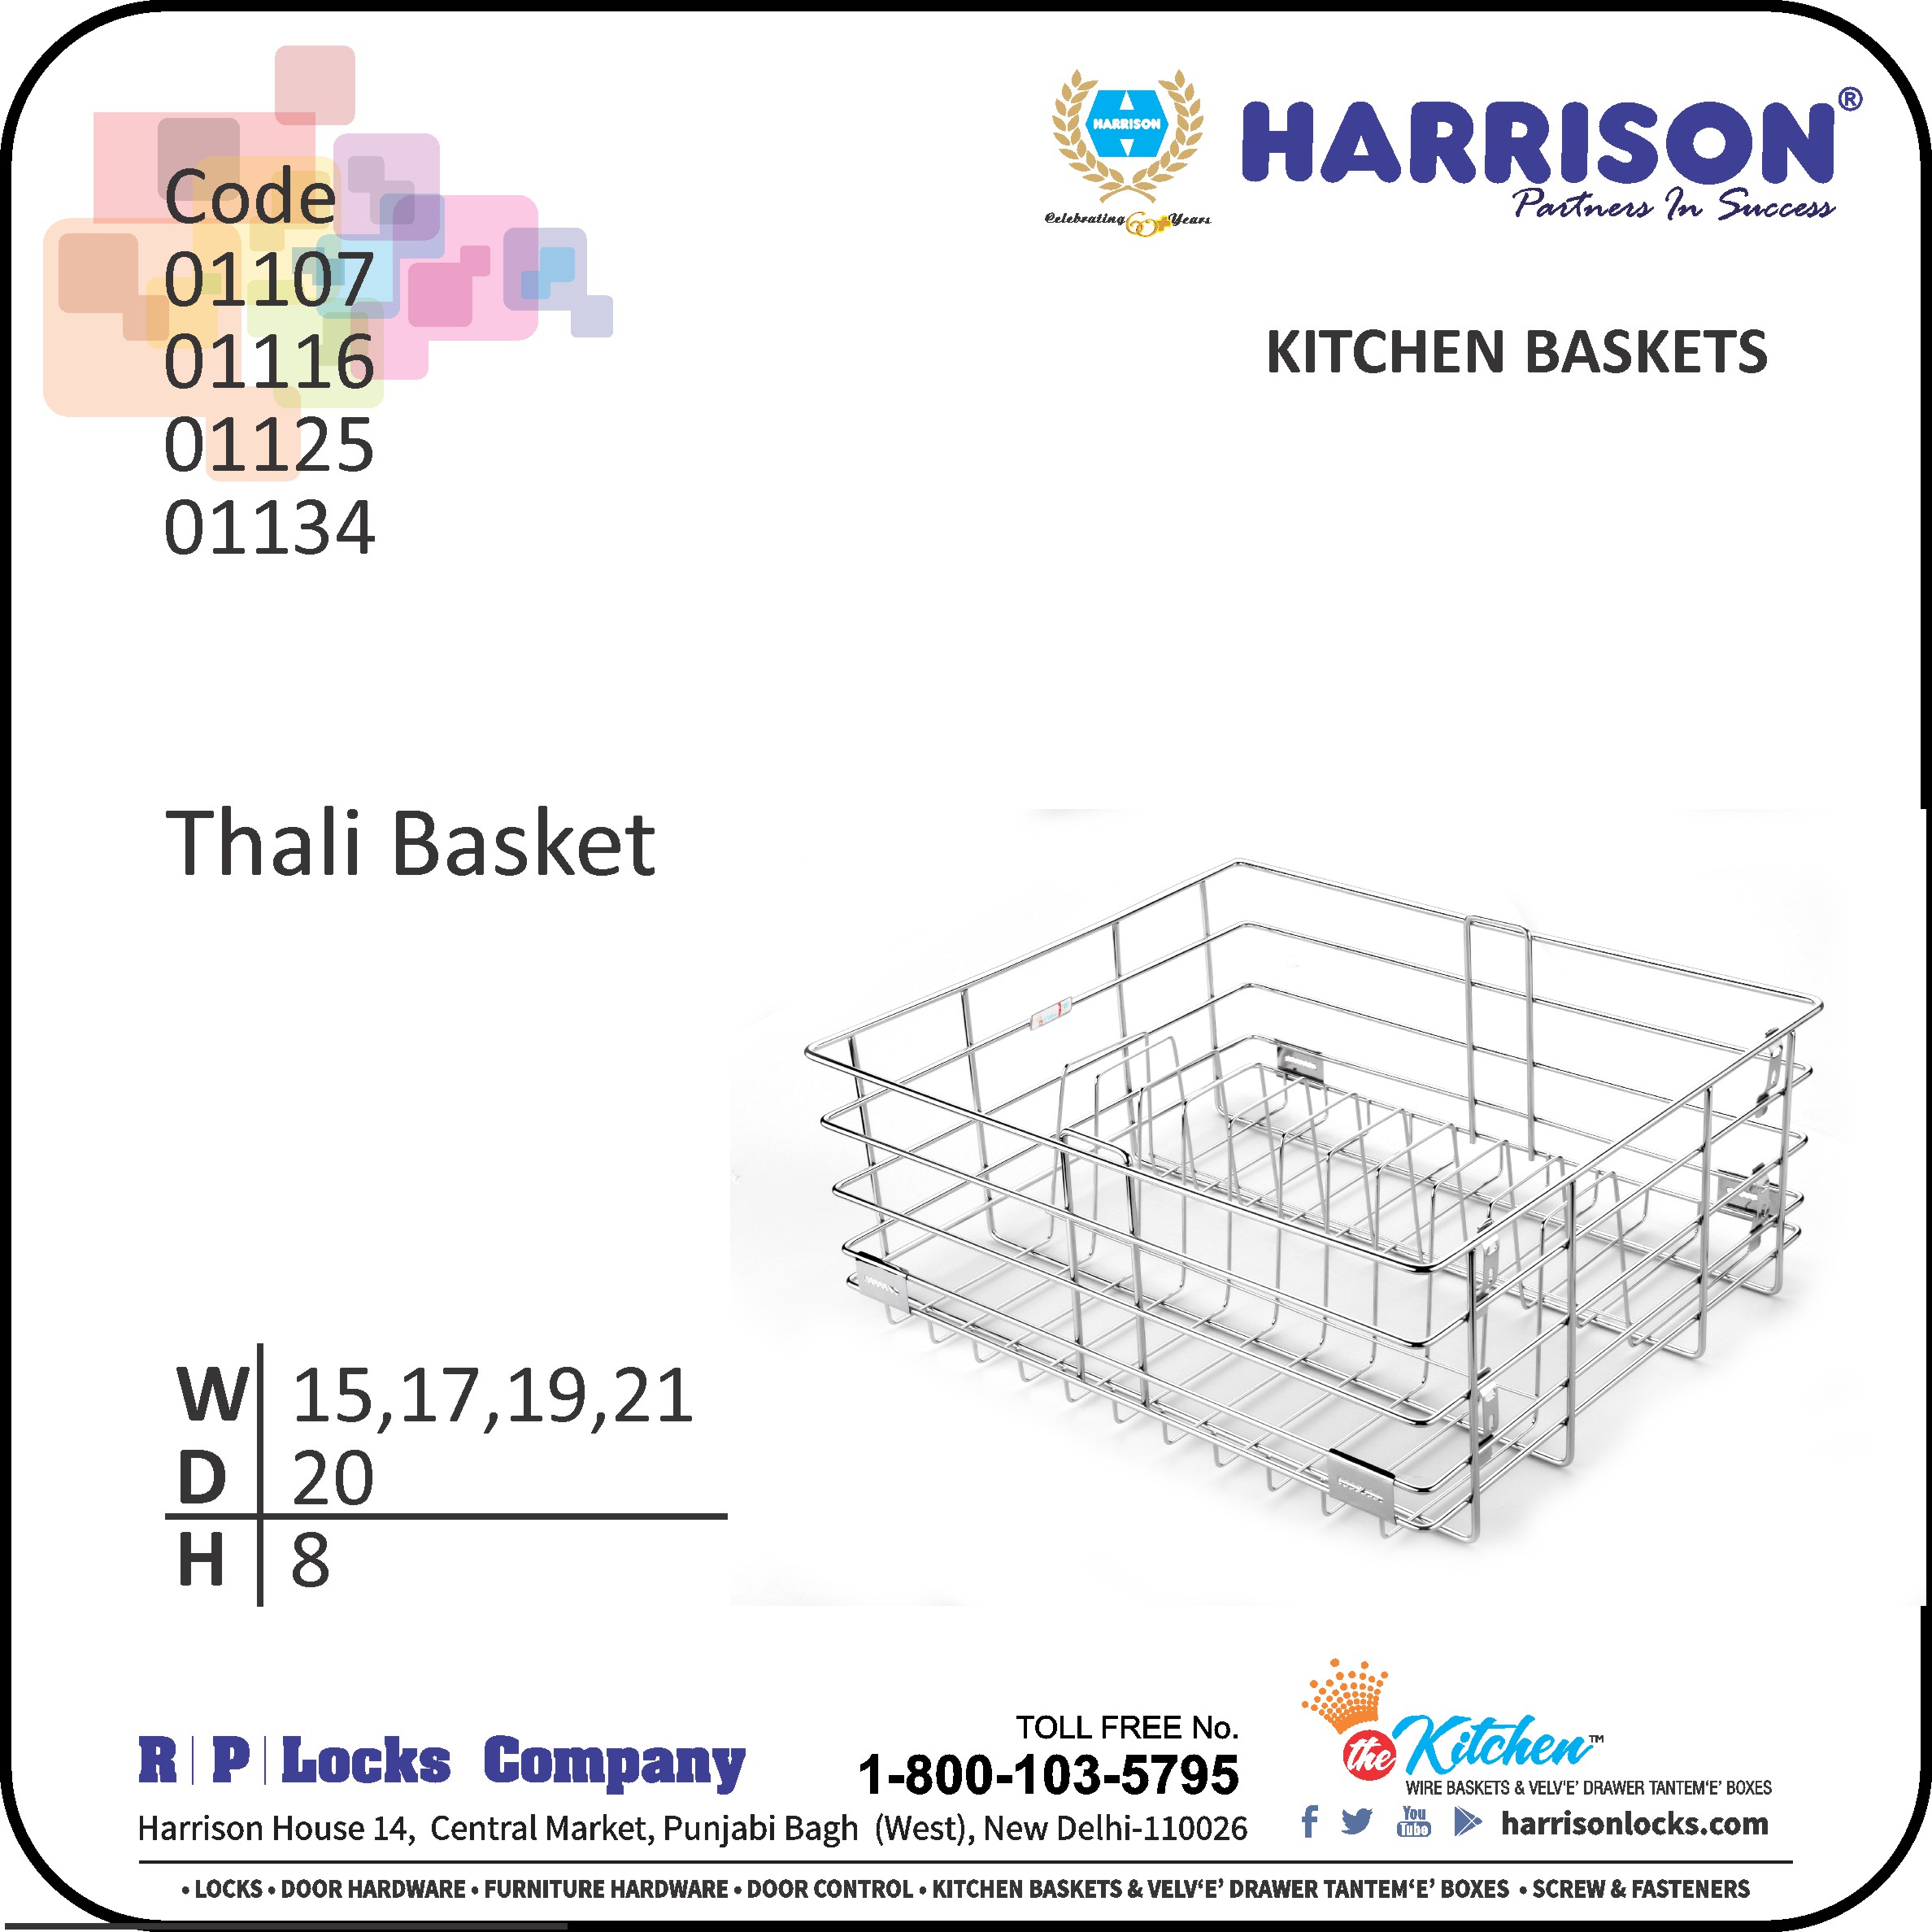 Code
01107
01116
01125
01134
HARRISON
Celebrating 60+ Years
HARRISON®
Partners In Success
KITCHEN BASKETS
Thali Basket
W 15,17,19,21
D 20
H 8
R P Locks Company
Harrison House 14, Central Market, Punjabi Bagh (West), New Delhi-110026
TOLL FREE No.
1-800-103-5795
the Kitchen™
WIRE BASKETS & VELV'E' DRAWER TANTEM'E' BOXES
f You Tube harrisonlocks.com
• LOCKS • DOOR HARDWARE • FURNITURE HARDWARE • DOOR CONTROL • KITCHEN BASKETS & VELV‘E’ DRAWER TANTEM‘E’ BOXES • SCREW & FASTENERS